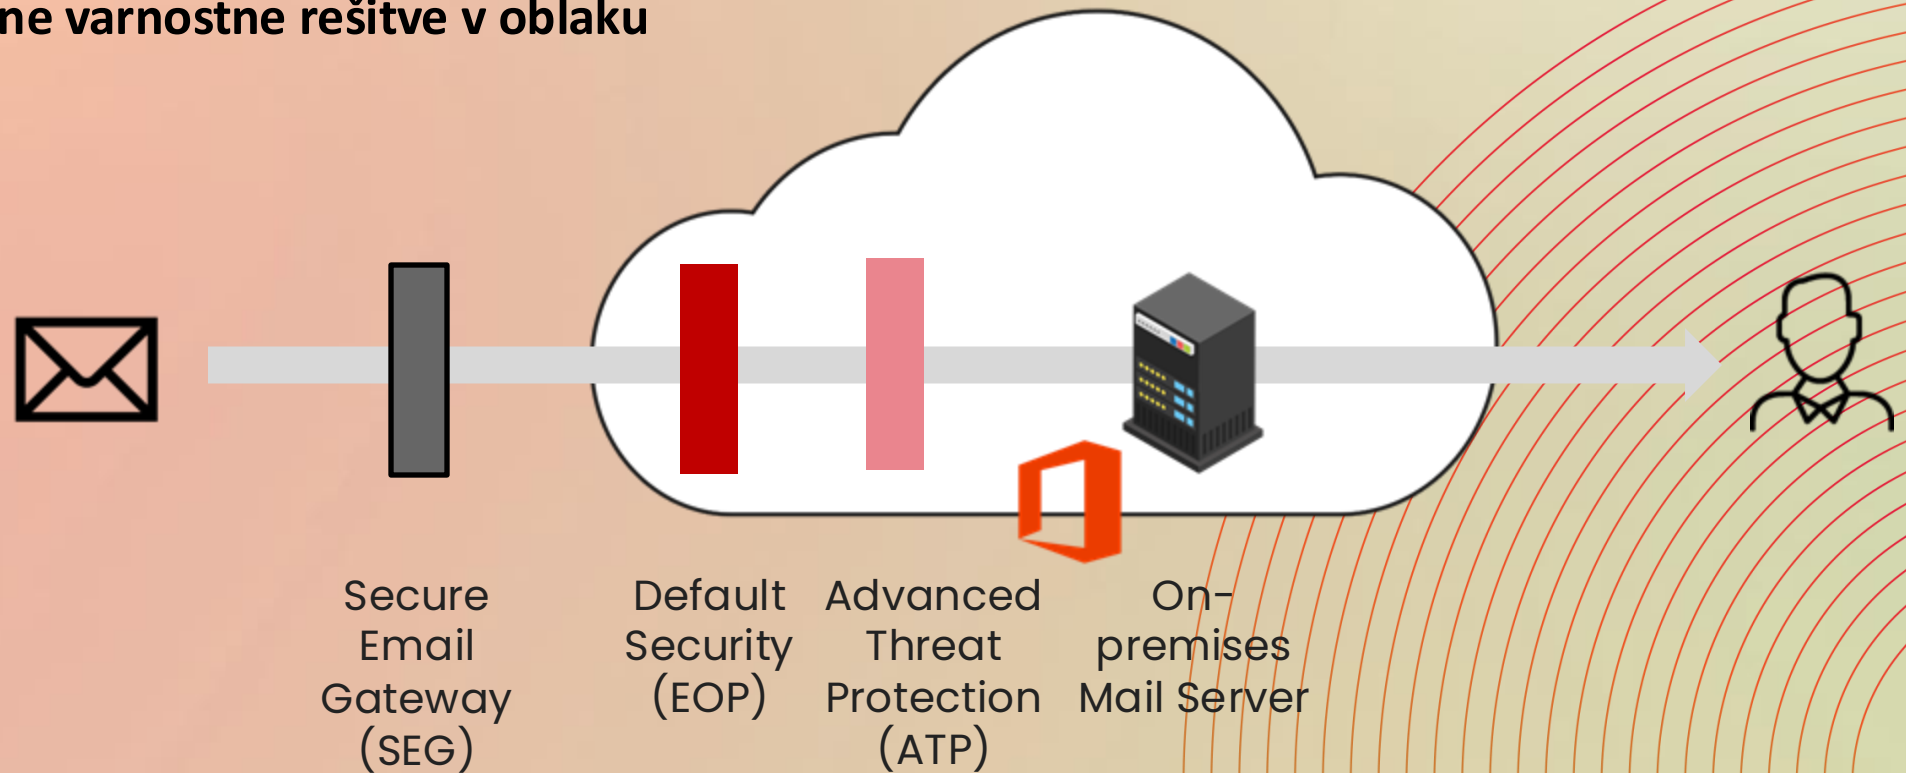 ne varnostne rešitve v oblaku
Secure
Email
Gateway
(SEG)
Default
Security
(EOP)
Advanced
Threat
Protection
(ATP)
On-
premises
Mail Server